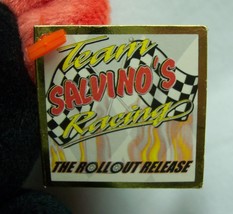 Team
SALVINO'S
Racing
THE ROLLOUT RELEASE